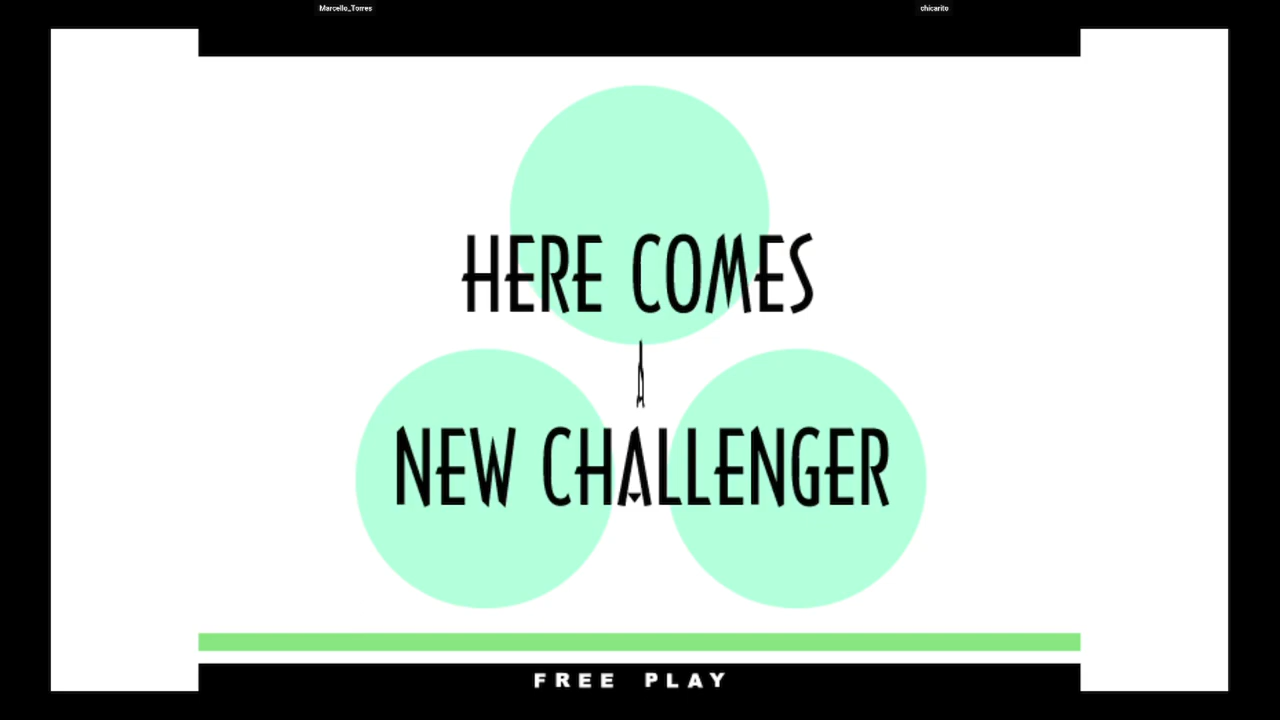 Marcello_Torres chicarito
HERE COMES
A
NEW CHALLENGER
FREE PLAY